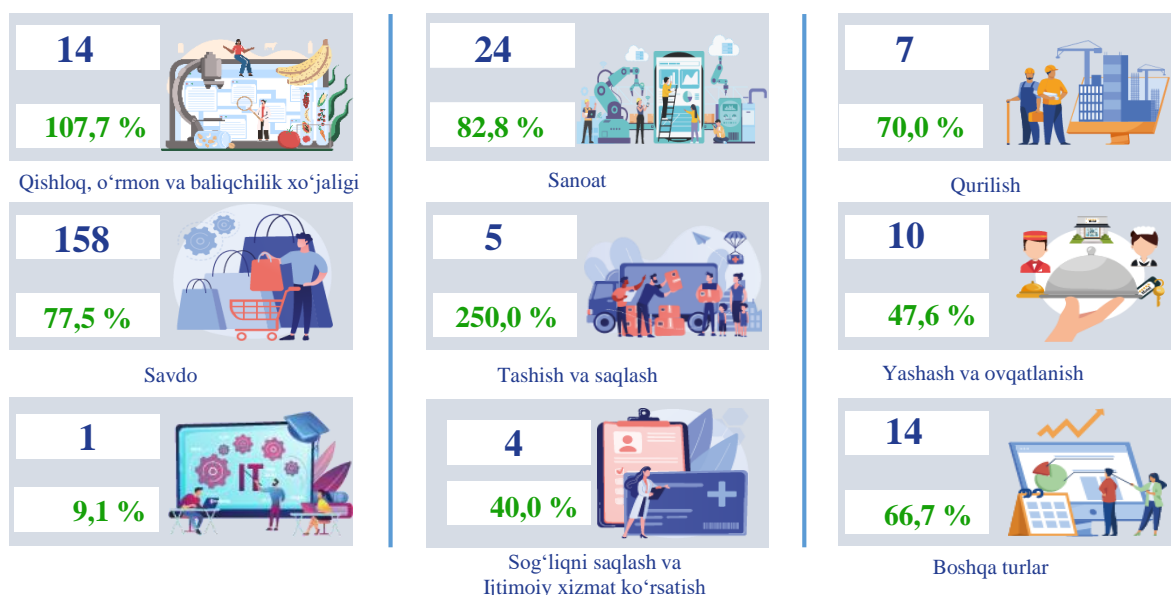 14
107,7 %
Qishloq, o‘rmon va baliqchilik xo‘jaligi
24
82,8 %
Sanoat
7
70,0 %
Qurilish
158
77,5 %
Savdo
5
250,0 %
Tashish va saqlash
10
47,6 %
Yashash va ovqatlanish
1
9,1 %
IT
4
40,0 %
Sog‘liqni saqlash va
Ijtimoiy xizmat ko‘rsatish
14
66,7 %
Boshqa turlar